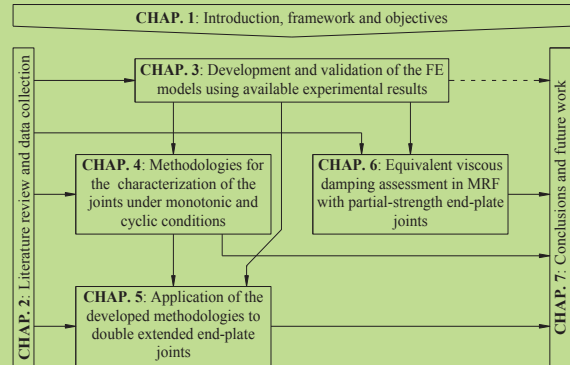 CHAP. 1: Introduction, framework and objectives
CHAP. 2: Literature review and data collection
CHAP. 3: Development and validation of the FE
models using available experimental results
CHAP. 4: Methodologies for
the characterization of the
joints under monotonic and
cyclic conditions
CHAP. 6: Equivalent viscous
damping assessment in MRF
with partial-strength end-plate
joints
CHAP. 5: Application of the
developed methodologies to
double extended end-plate
joints
CHAP. 7: Conclusions and future work